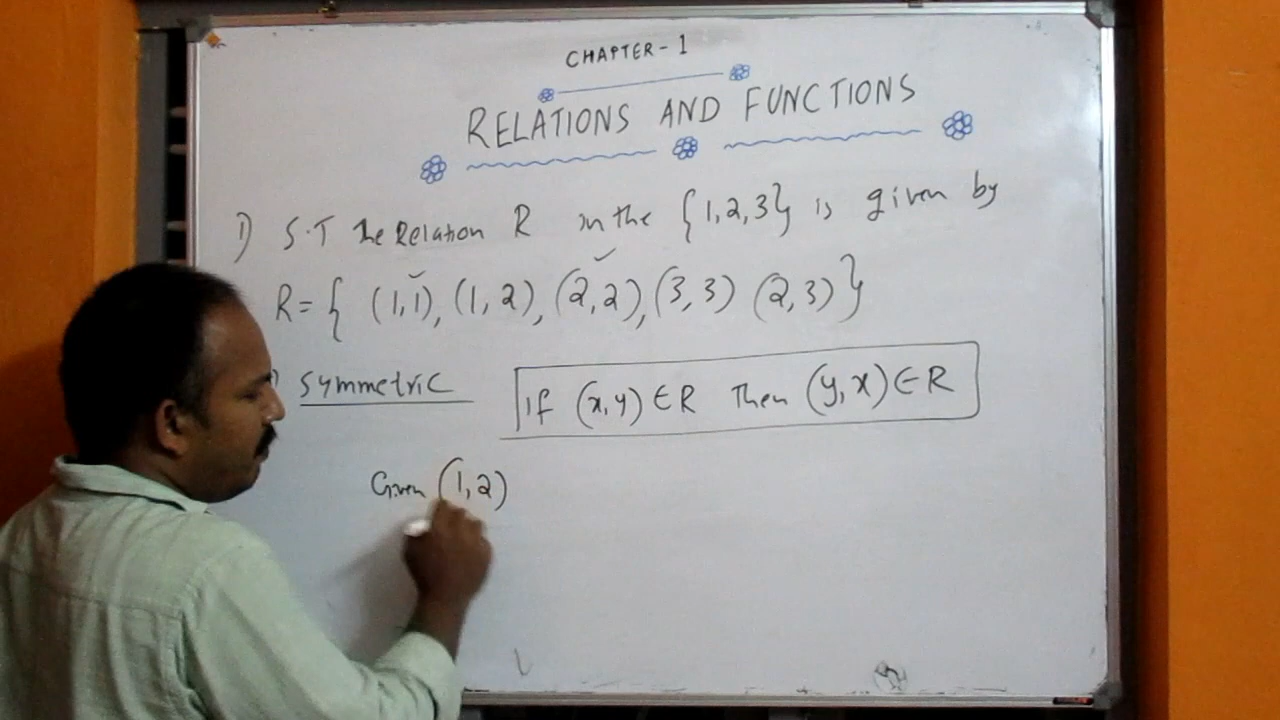 CHAPTER - 1
RELATIONS AND FUNCTIONS
1) S.T The Relation R in the {1,2,3} is given by
R = { (1,1), (1,2), (2,2), (3,3) (2,3) }
) Symmetric If (x,y) ∈ R Then (y,x) ∈ R
Given (1,2)